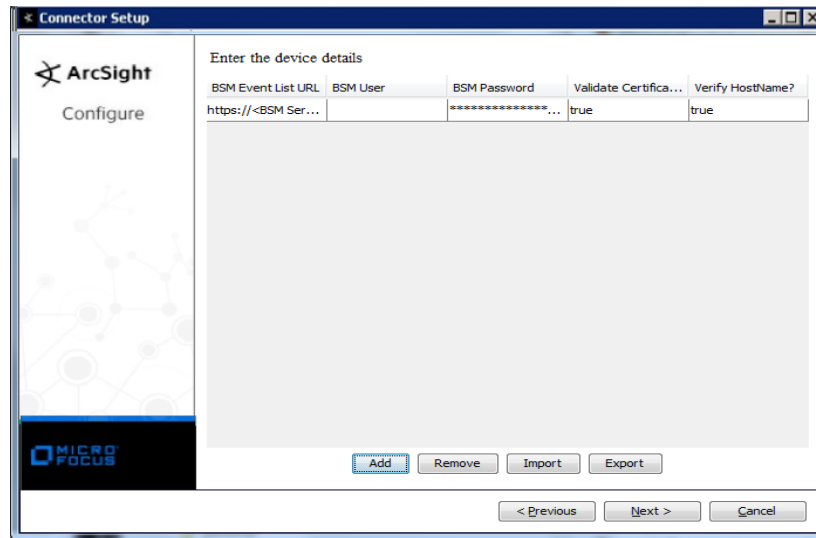 Connector Setup
ArcSight
Configure
Enter the device details
BSM Event List URL BSM User BSM Password Validate Certifica... Verify HostName?
https://<BSM Ser... **************... true true
Add Remove Import Export
MICRO
FOCUS
< Previous Next > Cancel